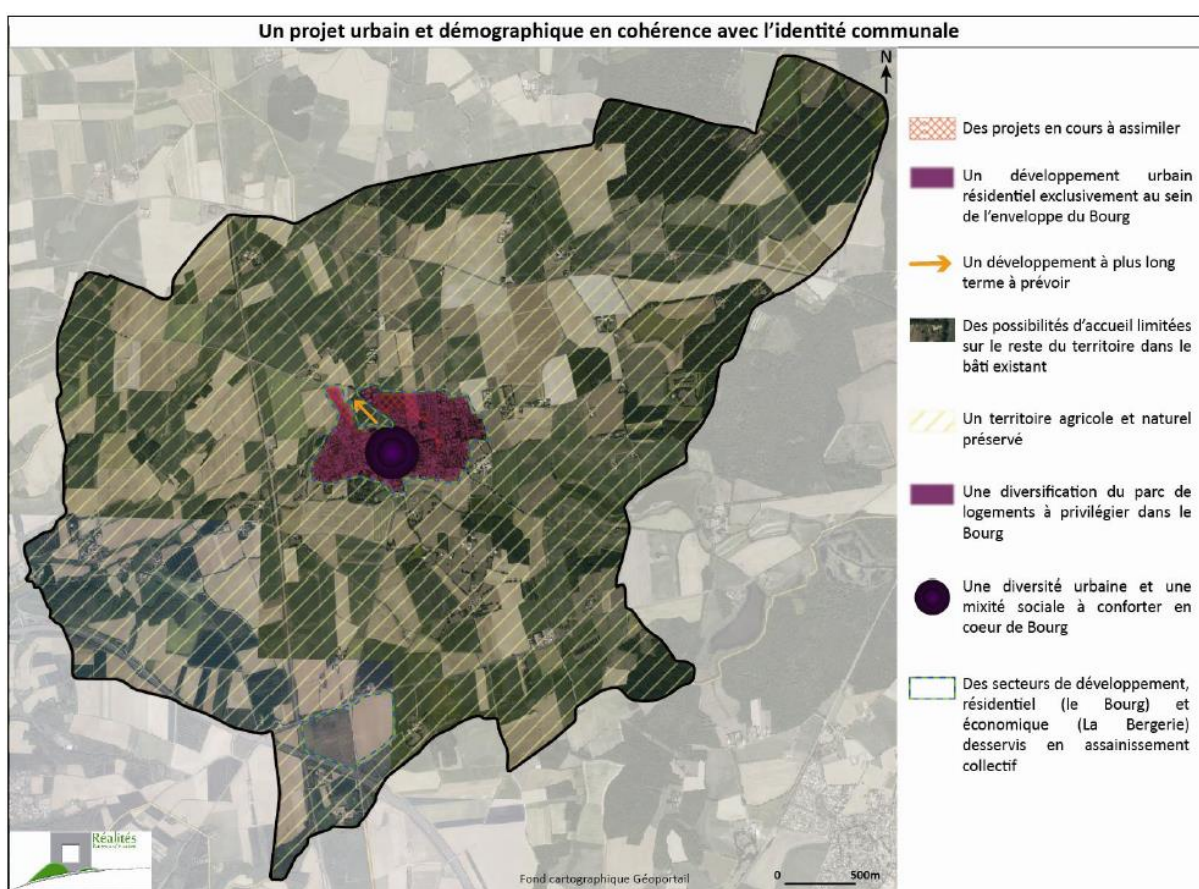 Un projet urbain et démographique en cohérence avec l'identité communale
N
Des projets en cours à assimiler
Un développement urbain
résidentiel exclusivement au sein
de l'enveloppe du Bourg
Un développement à plus long
terme à prévoir
Des possibilités d'accueil limitées
sur le reste du territoire dans le
bâti existant
Un territoire agricole et naturel
préservé
Une diversification du parc de
logements à privilégier dans le
Bourg
Une diversité urbaine et une
mixité sociale à conforter en
coeur de Bourg
Des secteurs de développement,
résidentiel (le Bourg) et
économique (La Bergerie)
desservis en assainissement
collectif
Réalités
Fond cartographique Géoportail
0 500m